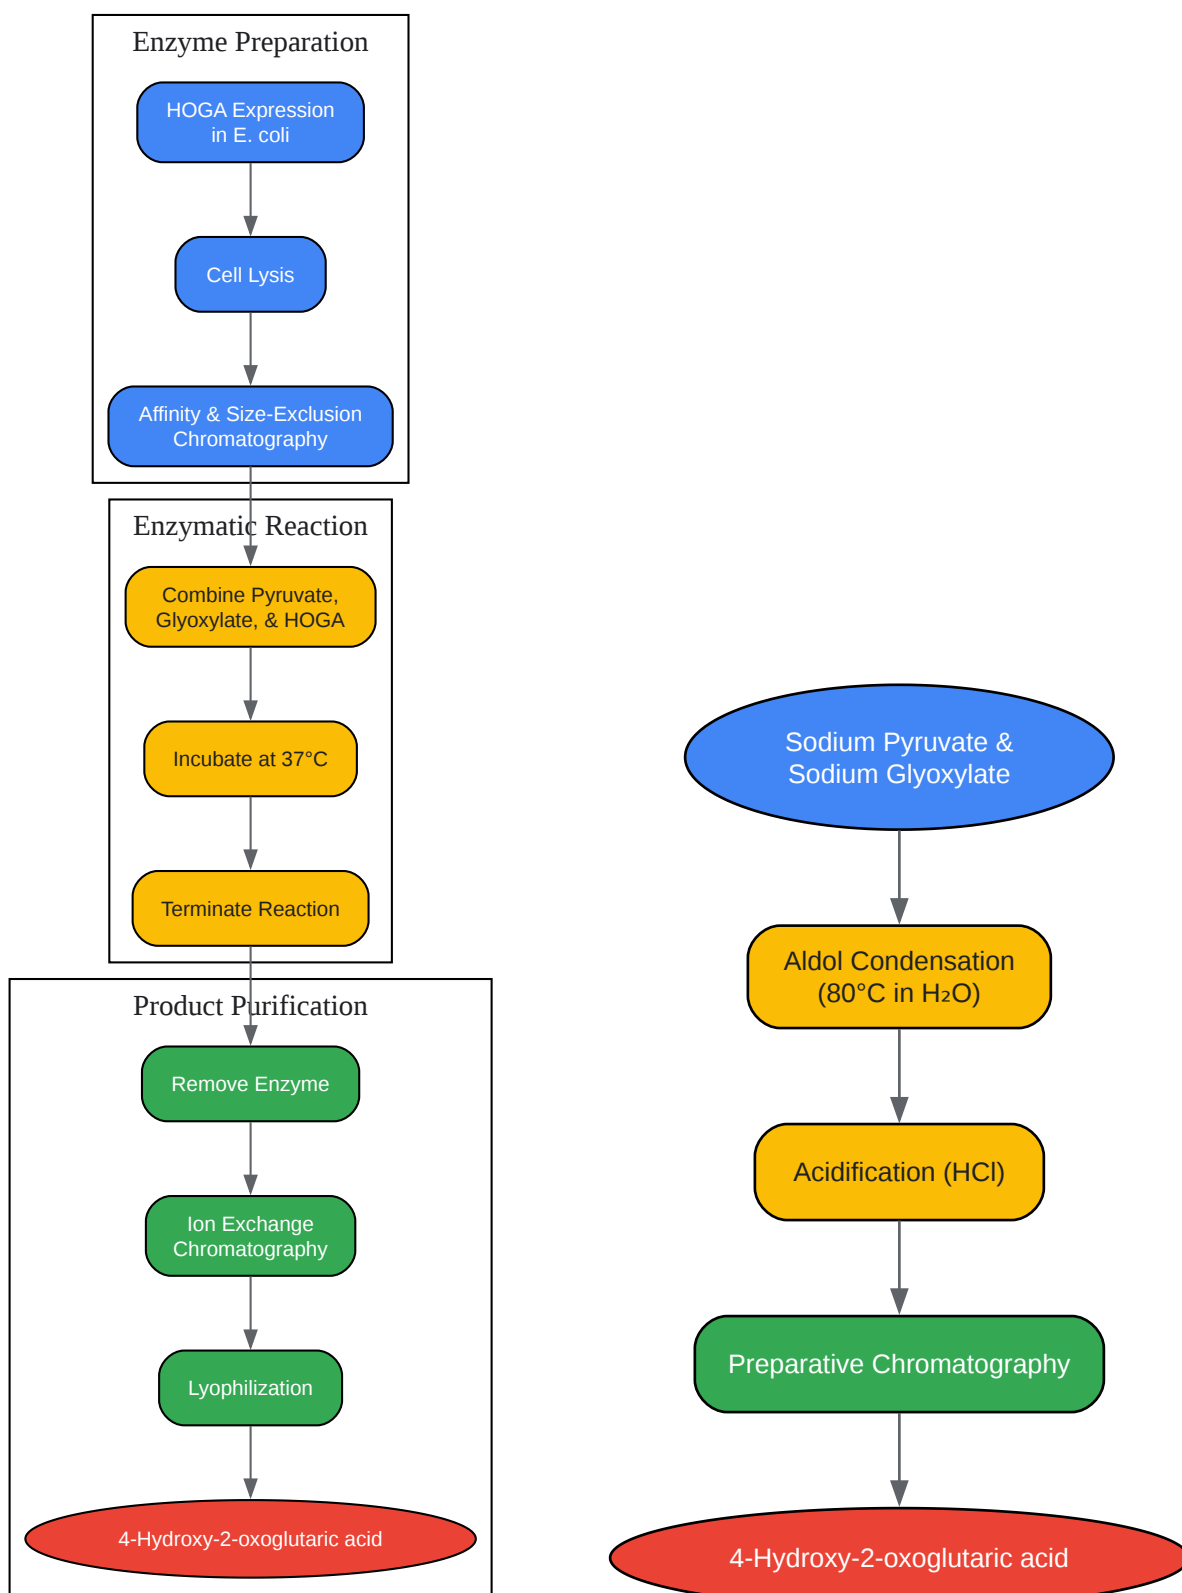 Enzyme Preparation
HOGA Expression
in E. coli
Cell Lysis
Affinity & Size-Exclusion
Chromatography
Enzymatic Reaction
Combine Pyruvate,
Glyoxylate, & HOGA
Incubate at 37°C
Terminate Reaction
Product Purification
Remove Enzyme
Ion Exchange
Chromatography
Lyophilization
4-Hydroxy-2-oxoglutaric acid
Sodium Pyruvate &
Sodium Glyoxylate
Aldol Condensation
(80°C in H₂O)
Acidification (HCl)
Preparative Chromatography
4-Hydroxy-2-oxoglutaric acid